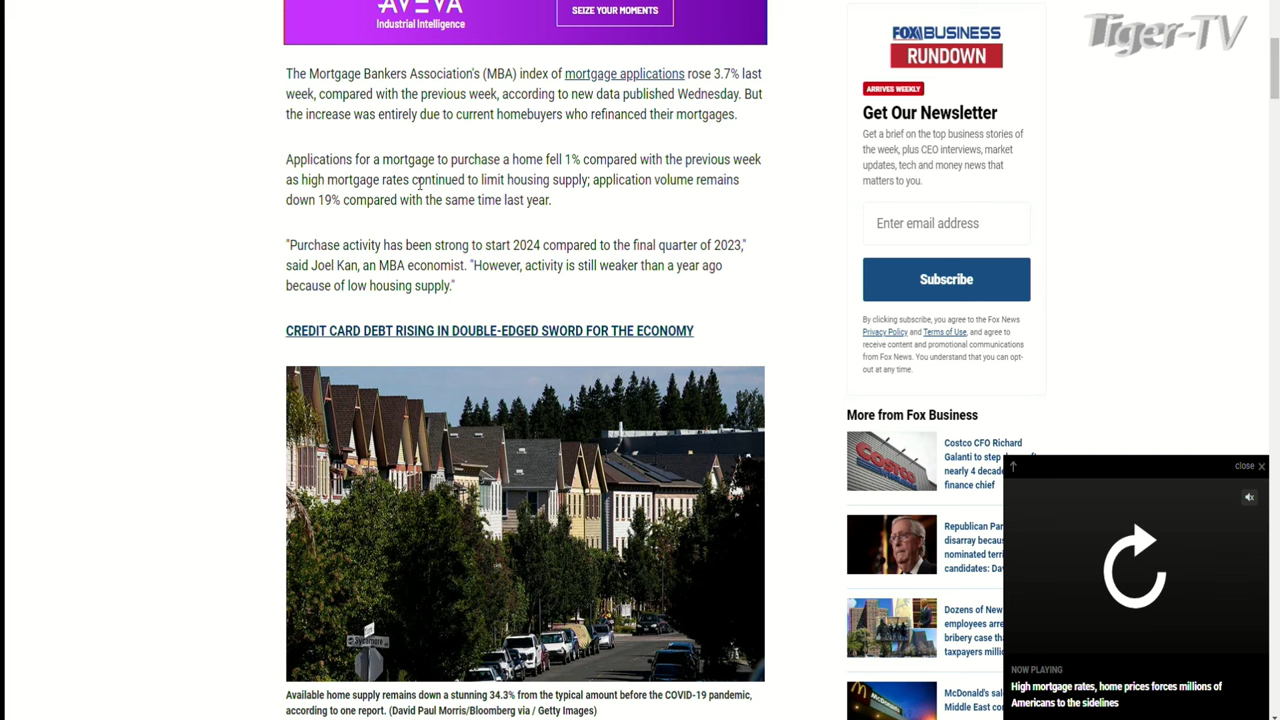 AVEVA
Industrial Intelligence
SEIZE YOUR MOMENTS
The Mortgage Bankers Association's (MBA) index of mortgage applications rose 3.7% last
week, compared with the previous week, according to new data published Wednesday. But
the increase was entirely due to current homebuyers who refinanced their mortgages.
Applications for a mortgage to purchase a home fell 1% compared with the previous week
as high mortgage rates continued to limit housing supply; application volume remains
down 19% compared with the same time last year.
"Purchase activity has been strong to start 2024 compared to the final quarter of 2023,"
said Joel Kan, an MBA economist. "However, activity is still weaker than a year ago
because of low housing supply."
CREDIT CARD DEBT RISING IN DOUBLE-EDGED SWORD FOR THE ECONOMY
Sycamore
Available home supply remains down a stunning 34.3% from the typical amount before the COVID-19 pandemic,
according to one report. (David Paul Morris/Bloomberg via / Getty Images)
Tiger-TV
FOX BUSINESS
RUNDOWN
ARRIVES WEEKLY
Get Our Newsletter
Get a brief on the top business stories of
the week, plus CEO interviews, market
updates, tech and money news that
matters to you.
Enter email address
Subscribe
By clicking subscribe, you agree to the Fox News
Privacy Policy and Terms of Use, and agree to
receive content and promotional communications
from Fox News. You understand that you can opt-
out at any time.
More from Fox Business
COSTCO
Costco CFO Richard
Galanti to step
nearly 4 decad
finance chief
Republican Par
disarray becau
nominated terri
candidates: Da
Dozens of New
employees arre
bribery case th
taxpayers milli
McDonald's
McDonald's sal
Middle East co
close
NOW PLAYING
High mortgage rates, home prices forces millions of
Americans to the sidelines